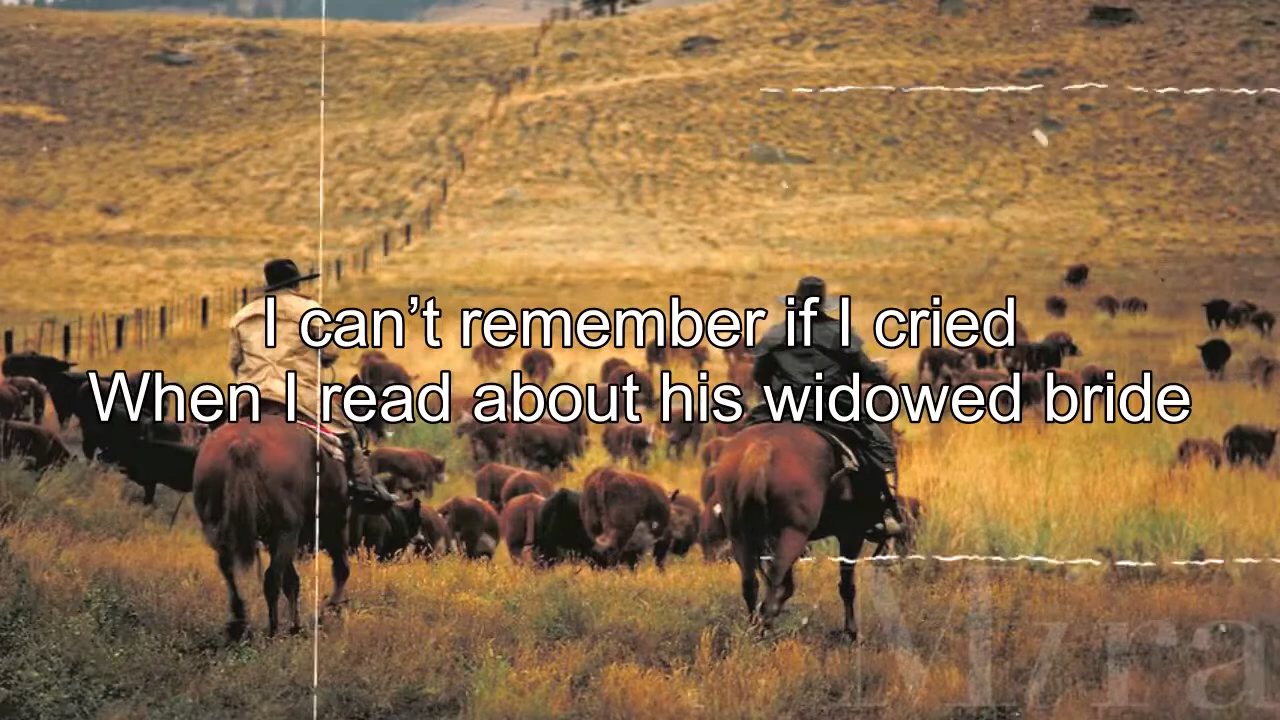 I can’t remember if I cried
When I read about his widowed bride